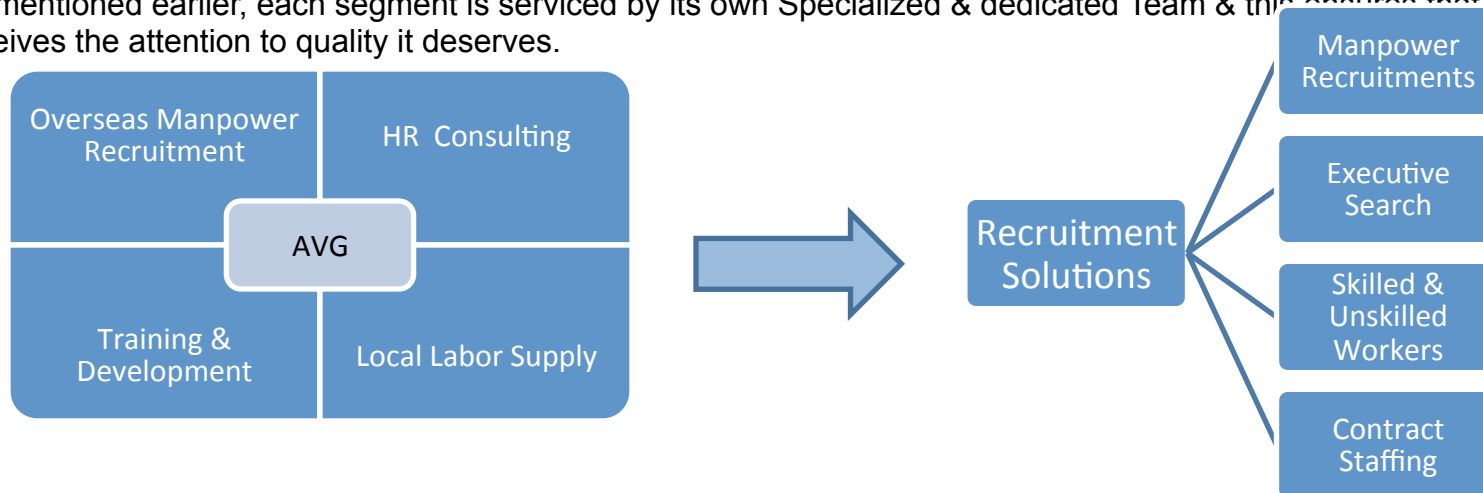 mentioned earlier, each segment is serviced by its own Specialized & dedicated Team & this ensures that
eives the attention to quality it deserves.
Overseas Manpower
Recruitment
HR Consulting
AVG
Training &
Development
Local Labor Supply
Recruitment
Solutions
Manpower
Recruitments
Executive
Search
Skilled &
Unskilled
Workers
Contract
Staffing